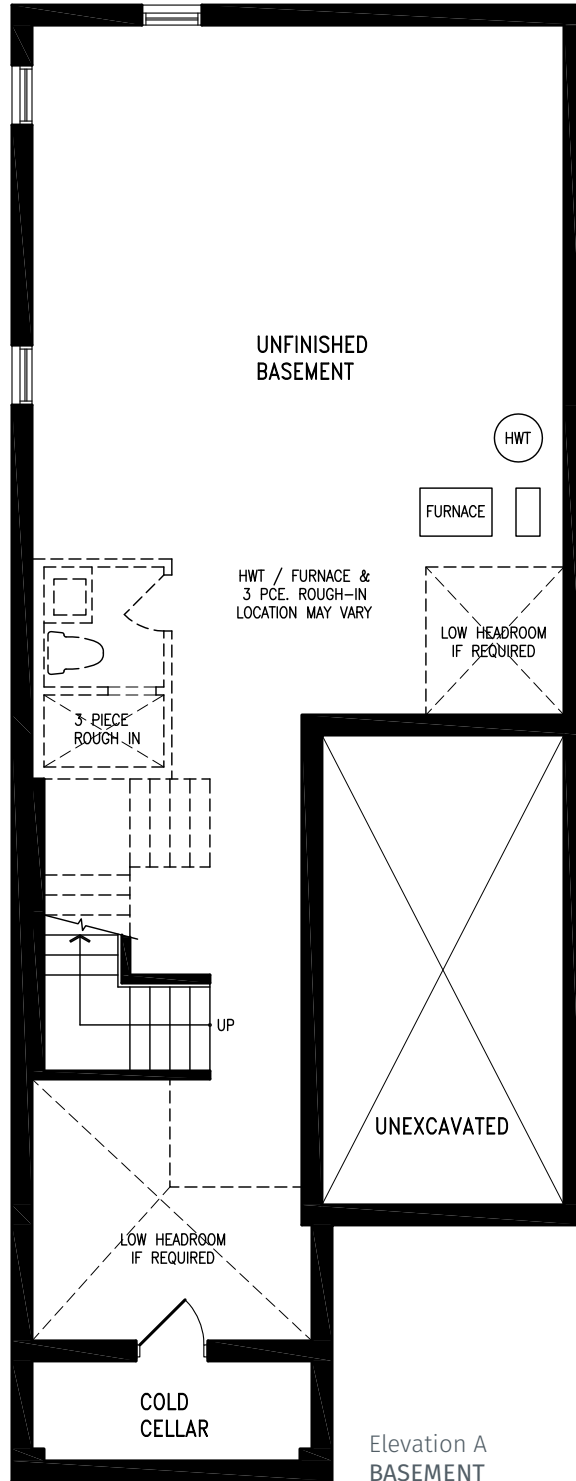 UNFINISHED
BASEMENT
HWT
FURNACE
HWT / FURNACE &
3 PCE. ROUGH-IN
LOCATION MAY VARY
LOW HEADROOM
IF REQUIRED
3 PIECE
ROUGH IN
UP
UNEXCAVATED
LOW HEADROOM
IF REQUIRED
COLD
CELLAR
Elevation A
BASEMENT